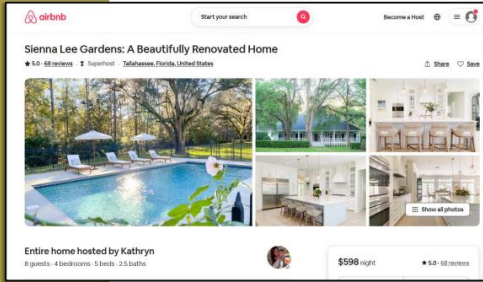 airbnb
Start your search
Become a Host
Sienna Lee Gardens: A Beautifully Renovated Home
★ 5.0 · 68 reviews · Superhost · Tallahassee, Florida, United States
Share Save
Show all photos
Entire home hosted by Kathryn
8 guests · 4 bedrooms · 5 beds · 2.5 baths
$598 night
★ 5.0 · 68 reviews